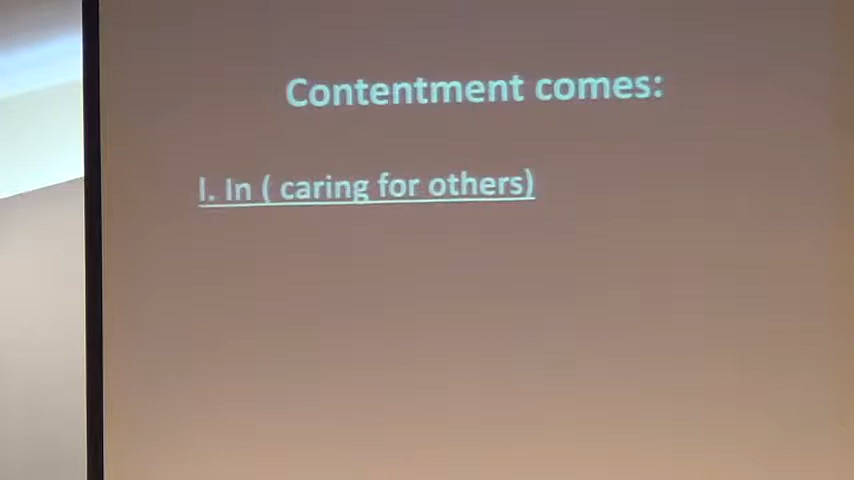 Contentment comes:
I. In ( caring for others)